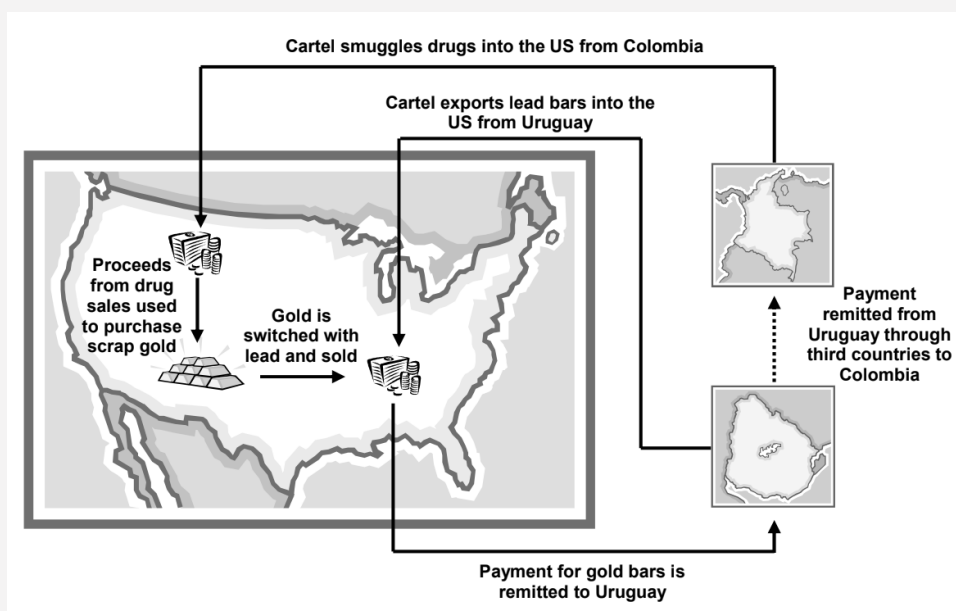 Cartel smuggles drugs into the US from Colombia
Cartel exports lead bars into the
US from Uruguay
Proceeds
from drug
sales used
to purchase
scrap gold
Gold is
switched with
lead and sold
Payment
remitted from
Uruguay through
third countries to
Colombia
Payment for gold bars is
remitted to Uruguay